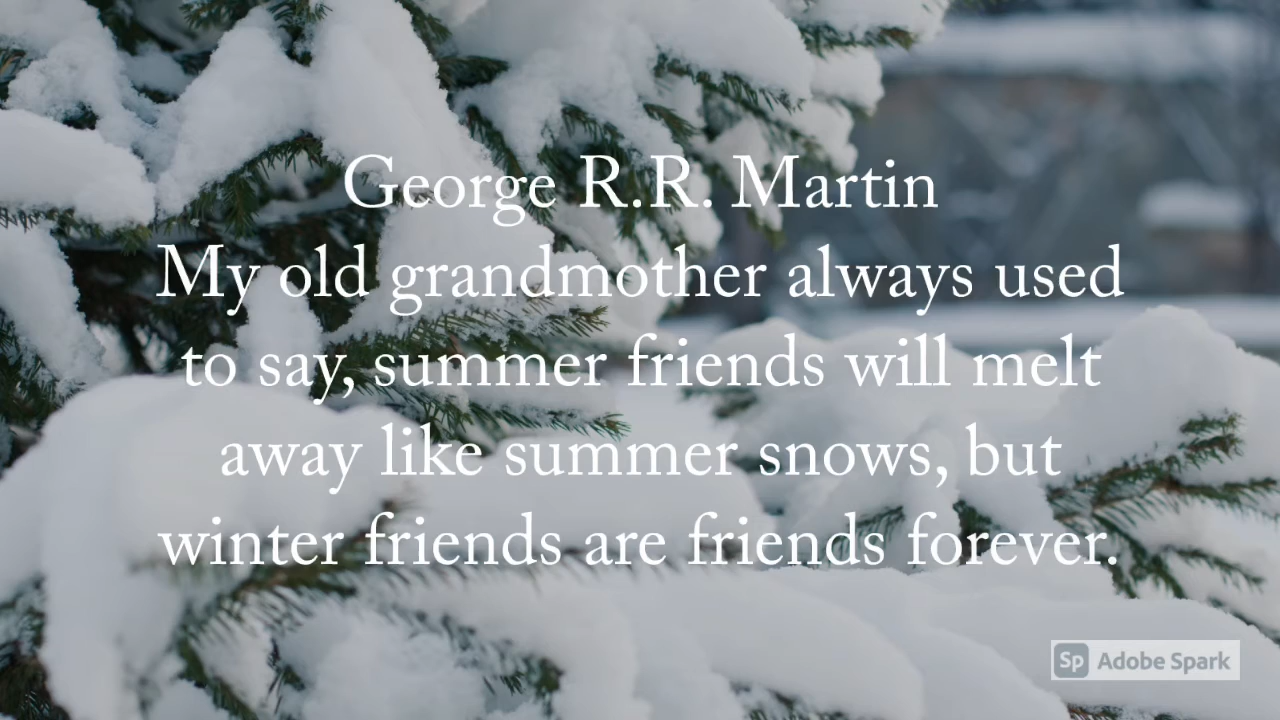 George R.R. Martin
My old grandmother always used
to say, summer friends will melt
away like summer snows, but
winter friends are friends forever.
Sp Adobe Spark